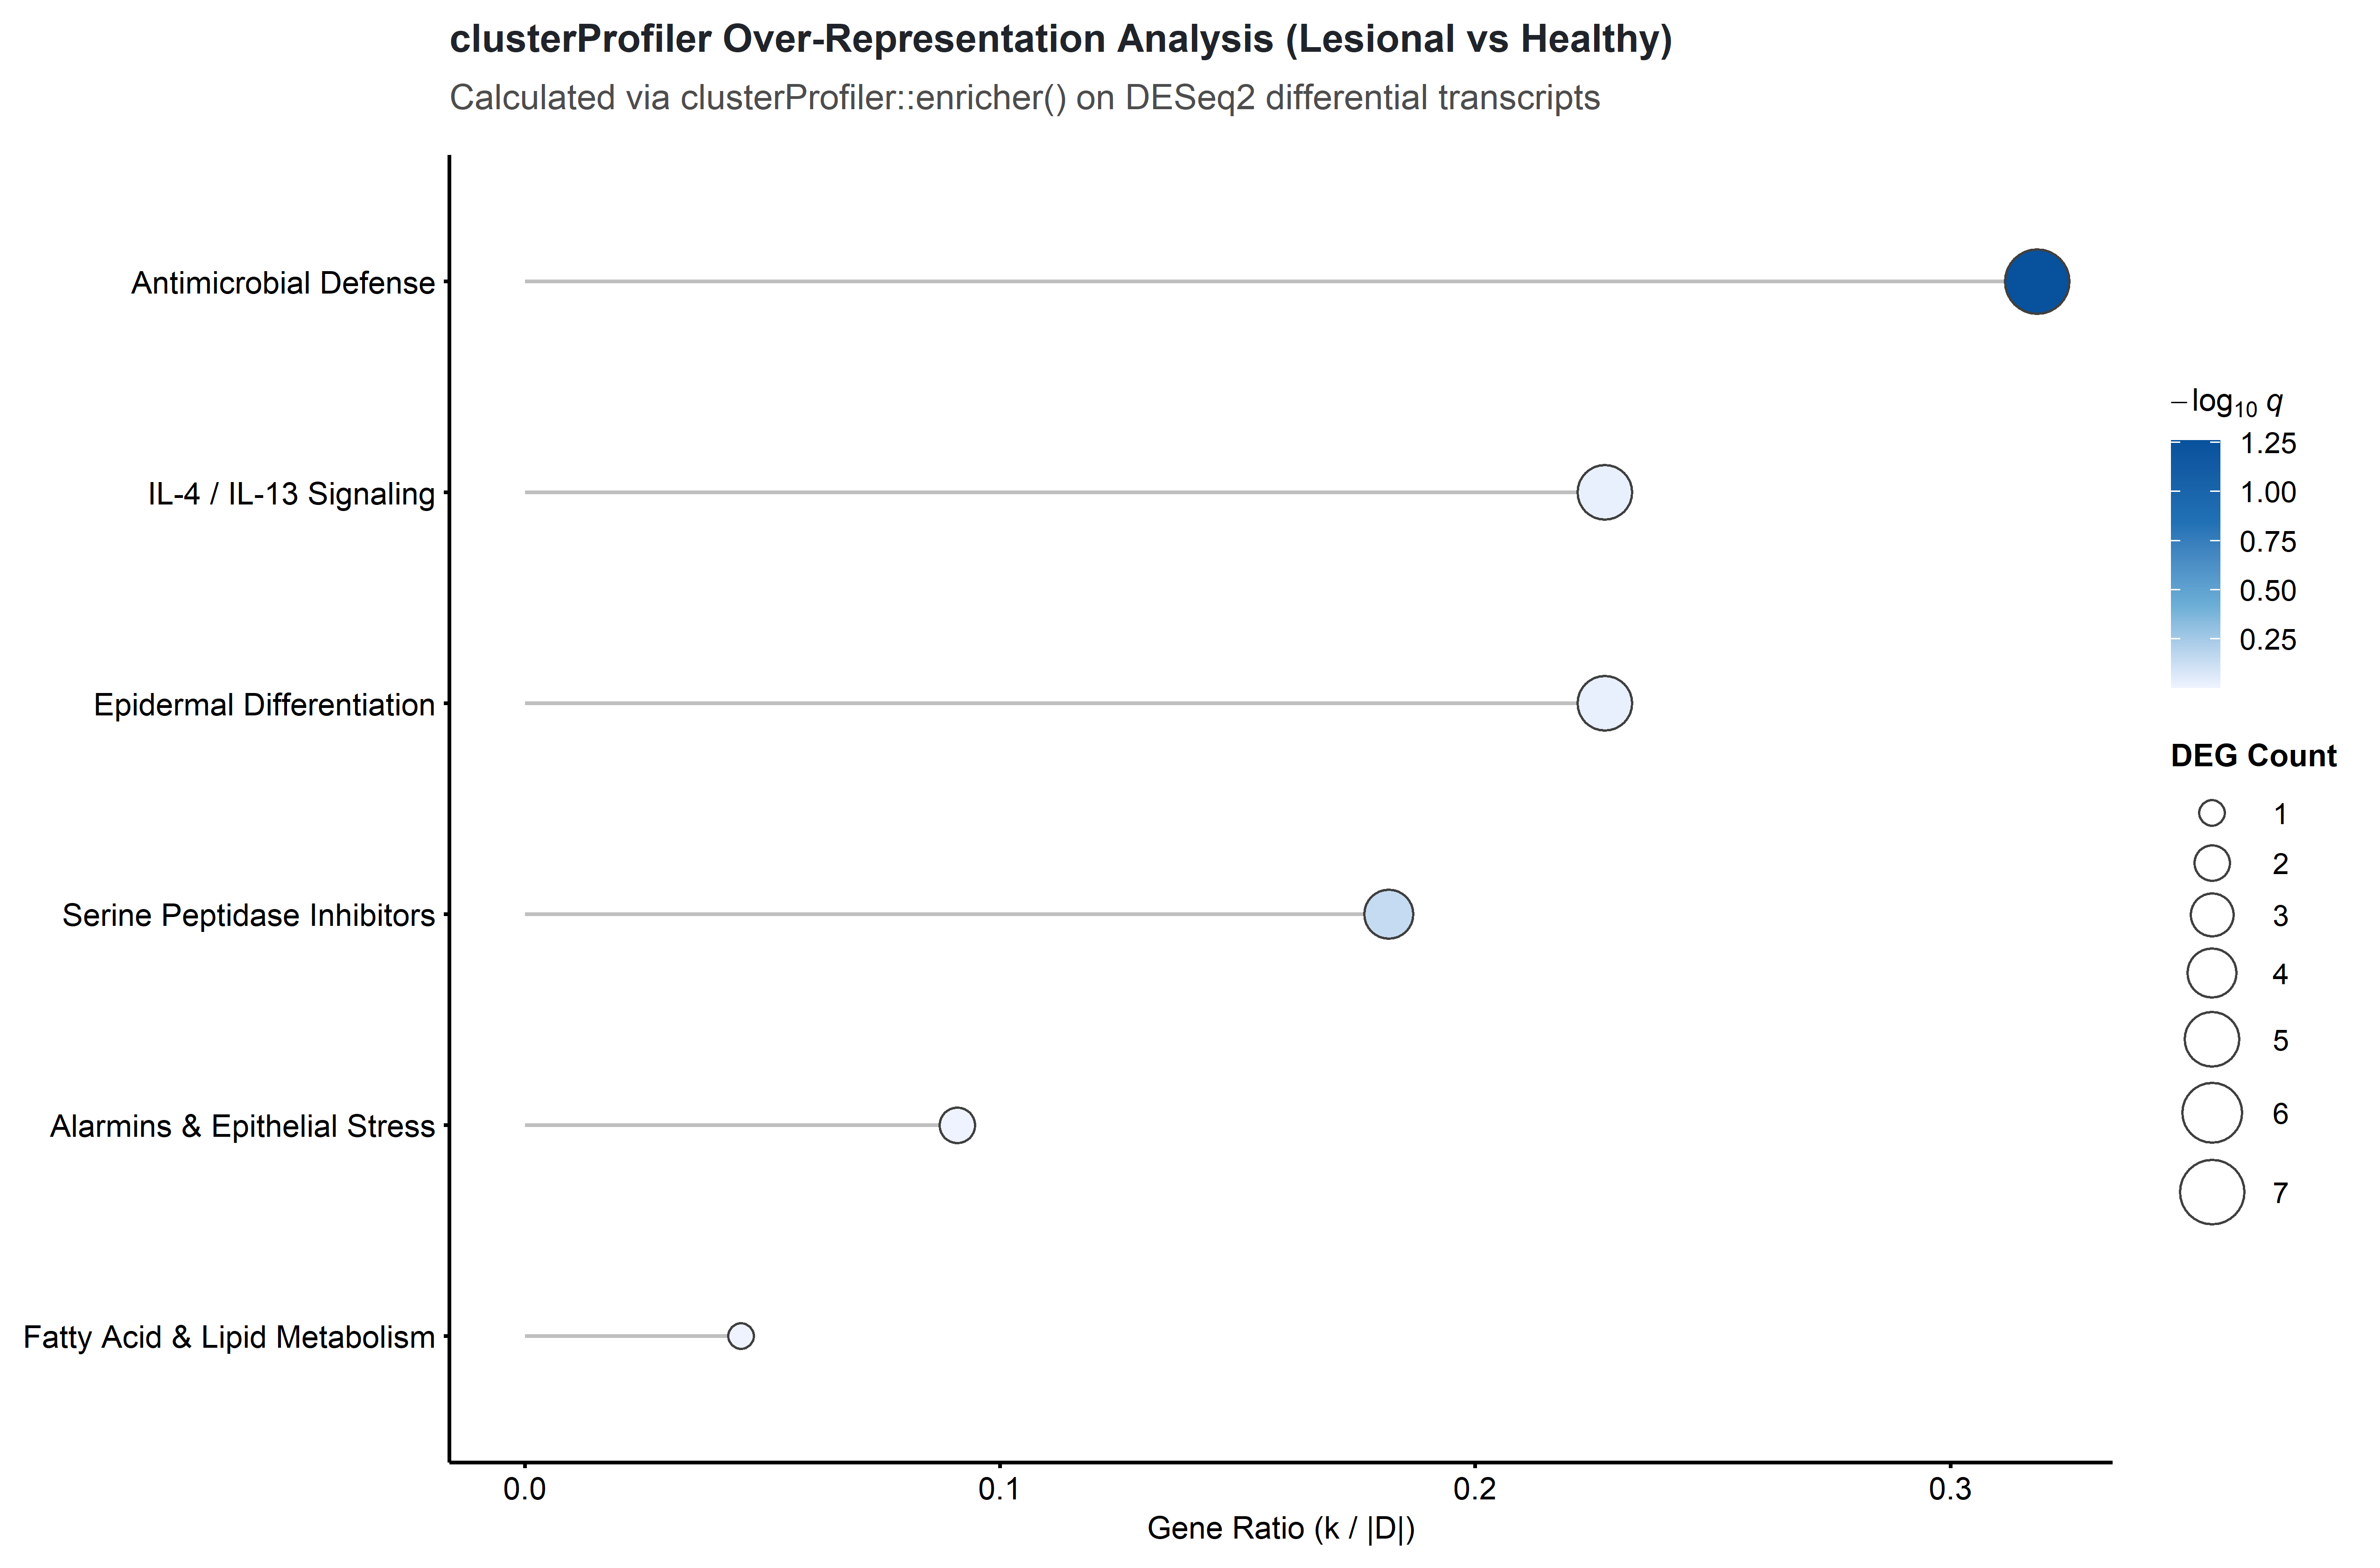 clusterProfiler Over-Representation Analysis (Lesional vs Healthy)
Calculated via clusterProfiler::enricher() on DESeq2 differential transcripts
Antimicrobial Defense
IL-4 / IL-13 Signaling
Epidermal Differentiation
Serine Peptidase Inhibitors
Alarmins & Epithelial Stress
Fatty Acid & Lipid Metabolism
0.0
0.1
0.2
0.3
Gene Ratio (k / |D|)
−log₁₀ q
1.25
1.00
0.75
0.50
0.25
DEG Count
1
2
3
4
5
6
7